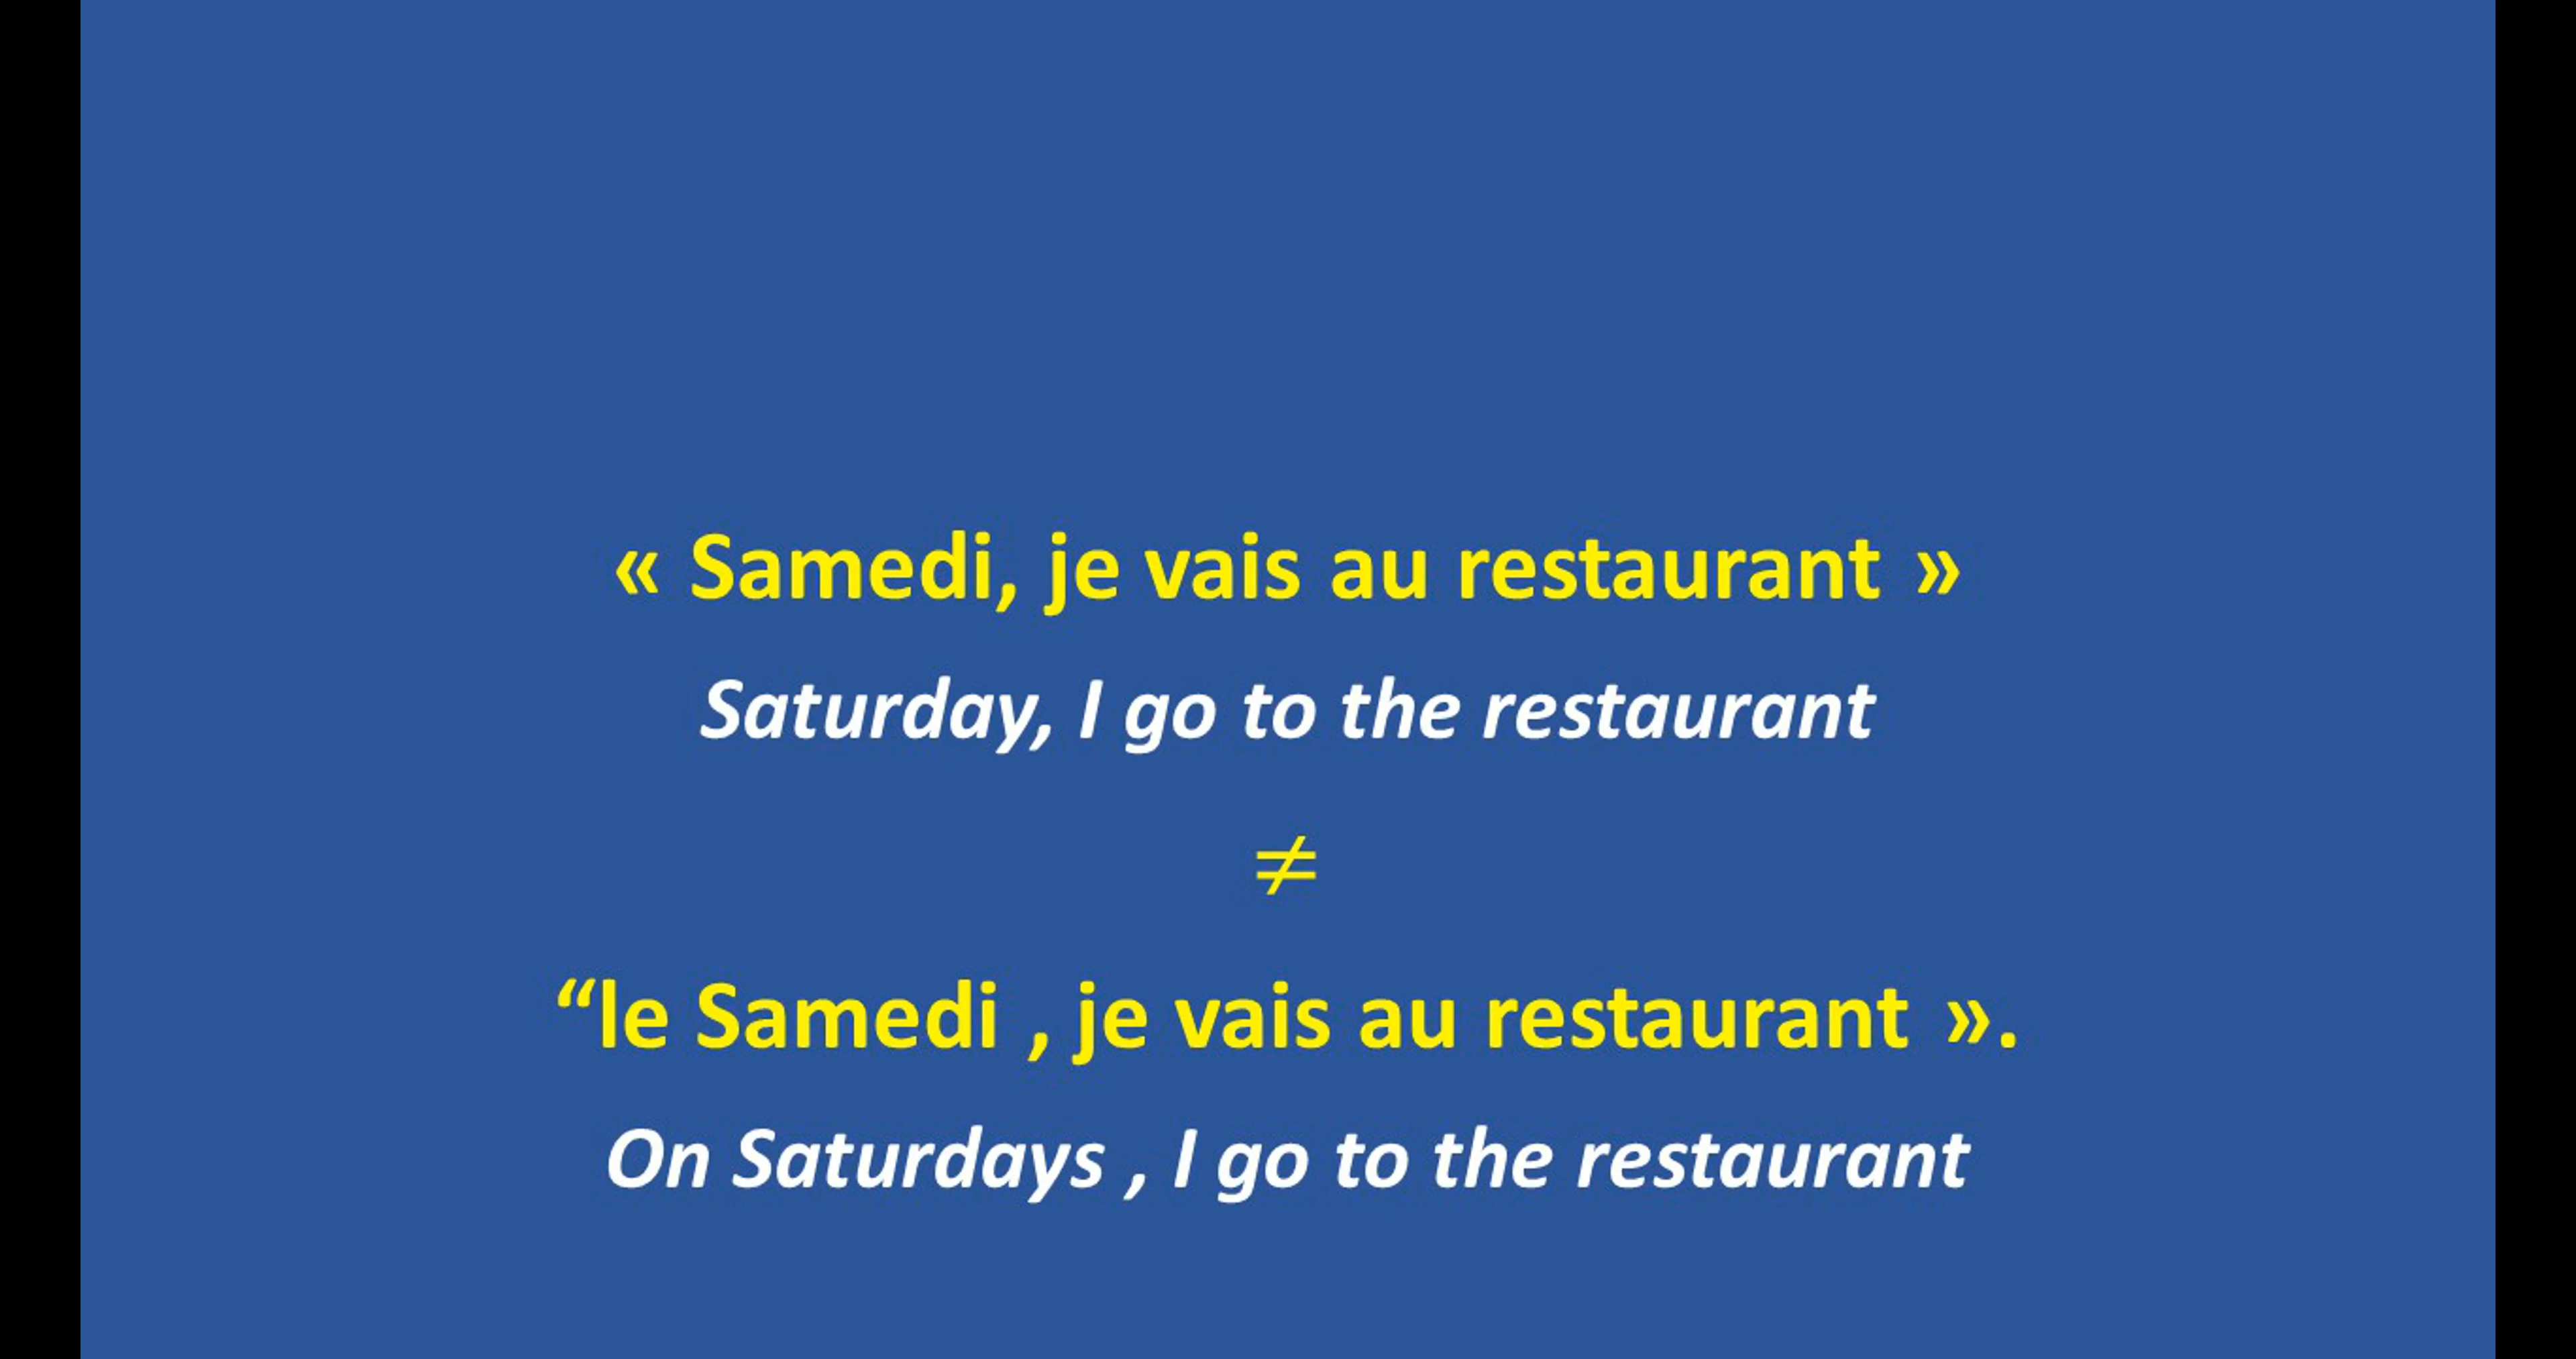 « Samedi, je vais au restaurant »
Saturday, I go to the restaurant
≠
“le Samedi , je vais au restaurant ».
On Saturdays , I go to the restaurant